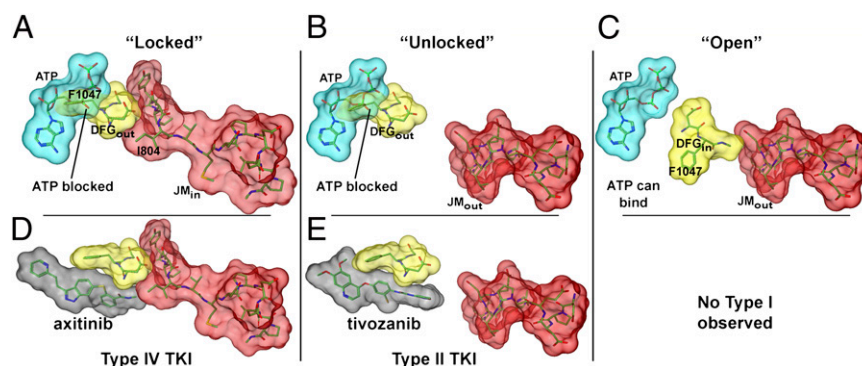 A
"Locked"
ATP
F1047
DFGout
I804
ATP blocked
JMin
B
"Unlocked"
ATP
DFGout
ATP blocked
JMout
C
"Open"
ATP
DFGin
F1047
ATP can
bind
JMout
D
axitinib
Type IV TKI
E
tivozanib
Type II TKI
No Type I
observed